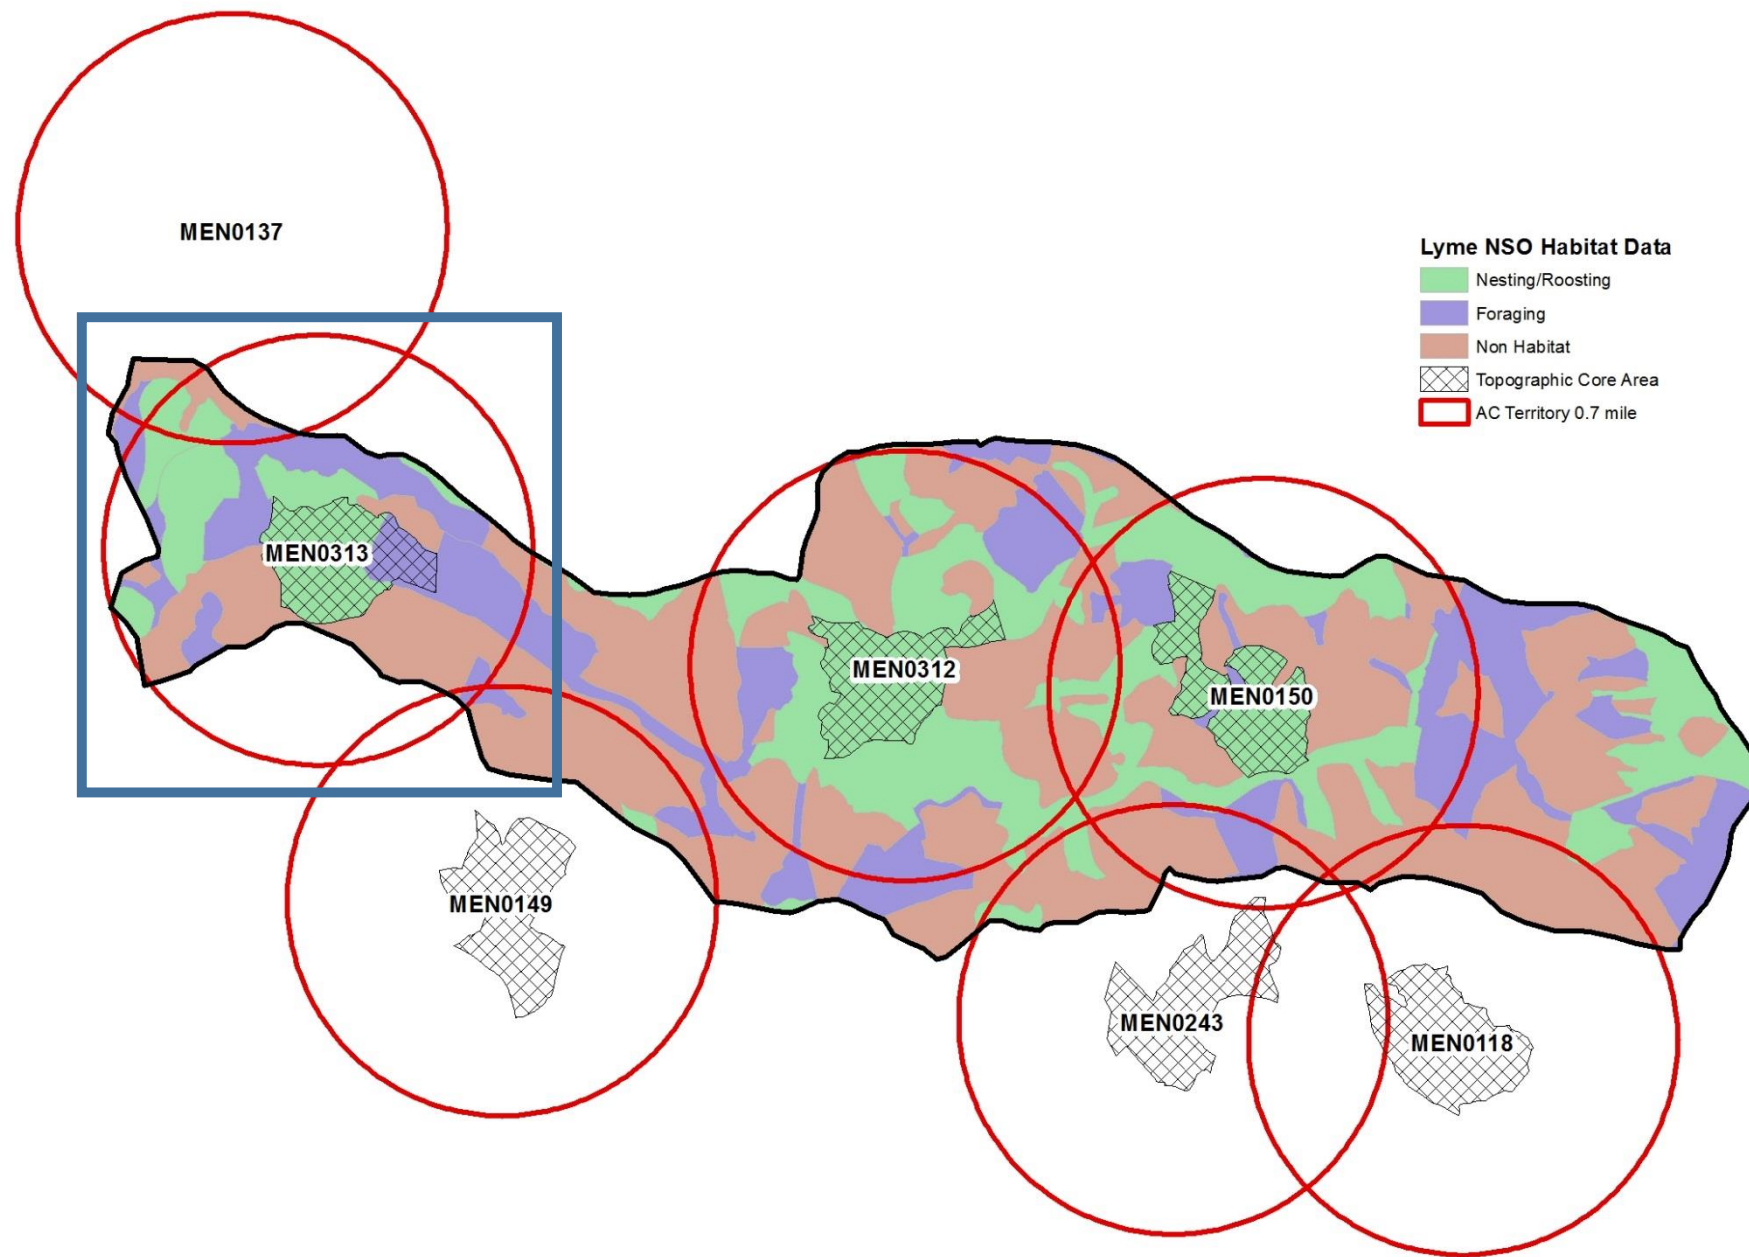 MEN0137
Lyme NSO Habitat Data
Nesting/Roosting
Foraging
Non Habitat
Topographic Core Area
AC Territory 0.7 mile
MEN0313
MEN0312
MEN0150
MEN0149
MEN0243
MEN0118